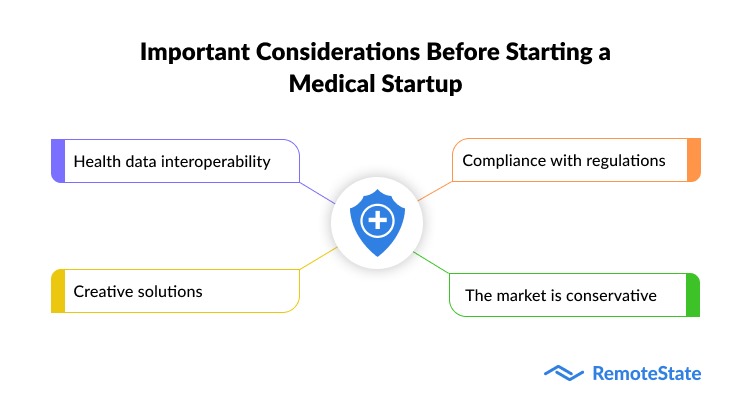 Important Considerations Before Starting a
Medical Startup
Health data interoperability
Compliance with regulations
Creative solutions
The market is conservative
RemoteState